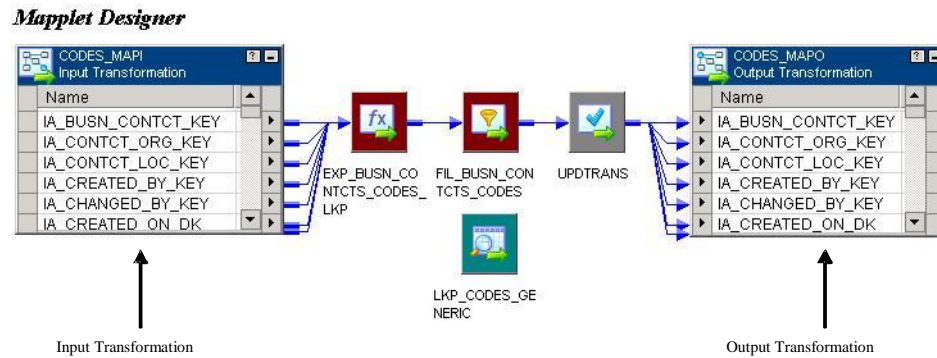 Mapplet Designer
CODES_MAPI
Input Transformation
Name
IA_BUSN_CONTCT_KEY
IA_CONTCT_ORG_KEY
IA_CONTCT_LOC_KEY
IA_CREATED_BY_KEY
IA_CHANGED_BY_KEY
IA_CREATED_ON_DK
fx
EXP_BUSN_CO
NTCTS_CODES_
LKP
FIL_BUSN_CON
TCTS_CODES
UPDTRANS
LKP_CODES_GE
NERIC
CODES_MAPO
Output Transformation
Name
IA_BUSN_CONTCT_KEY
IA_CONTCT_ORG_KEY
IA_CONTCT_LOC_KEY
IA_CREATED_BY_KEY
IA_CHANGED_BY_KEY
IA_CREATED_ON_DK
Input Transformation
Output Transformation